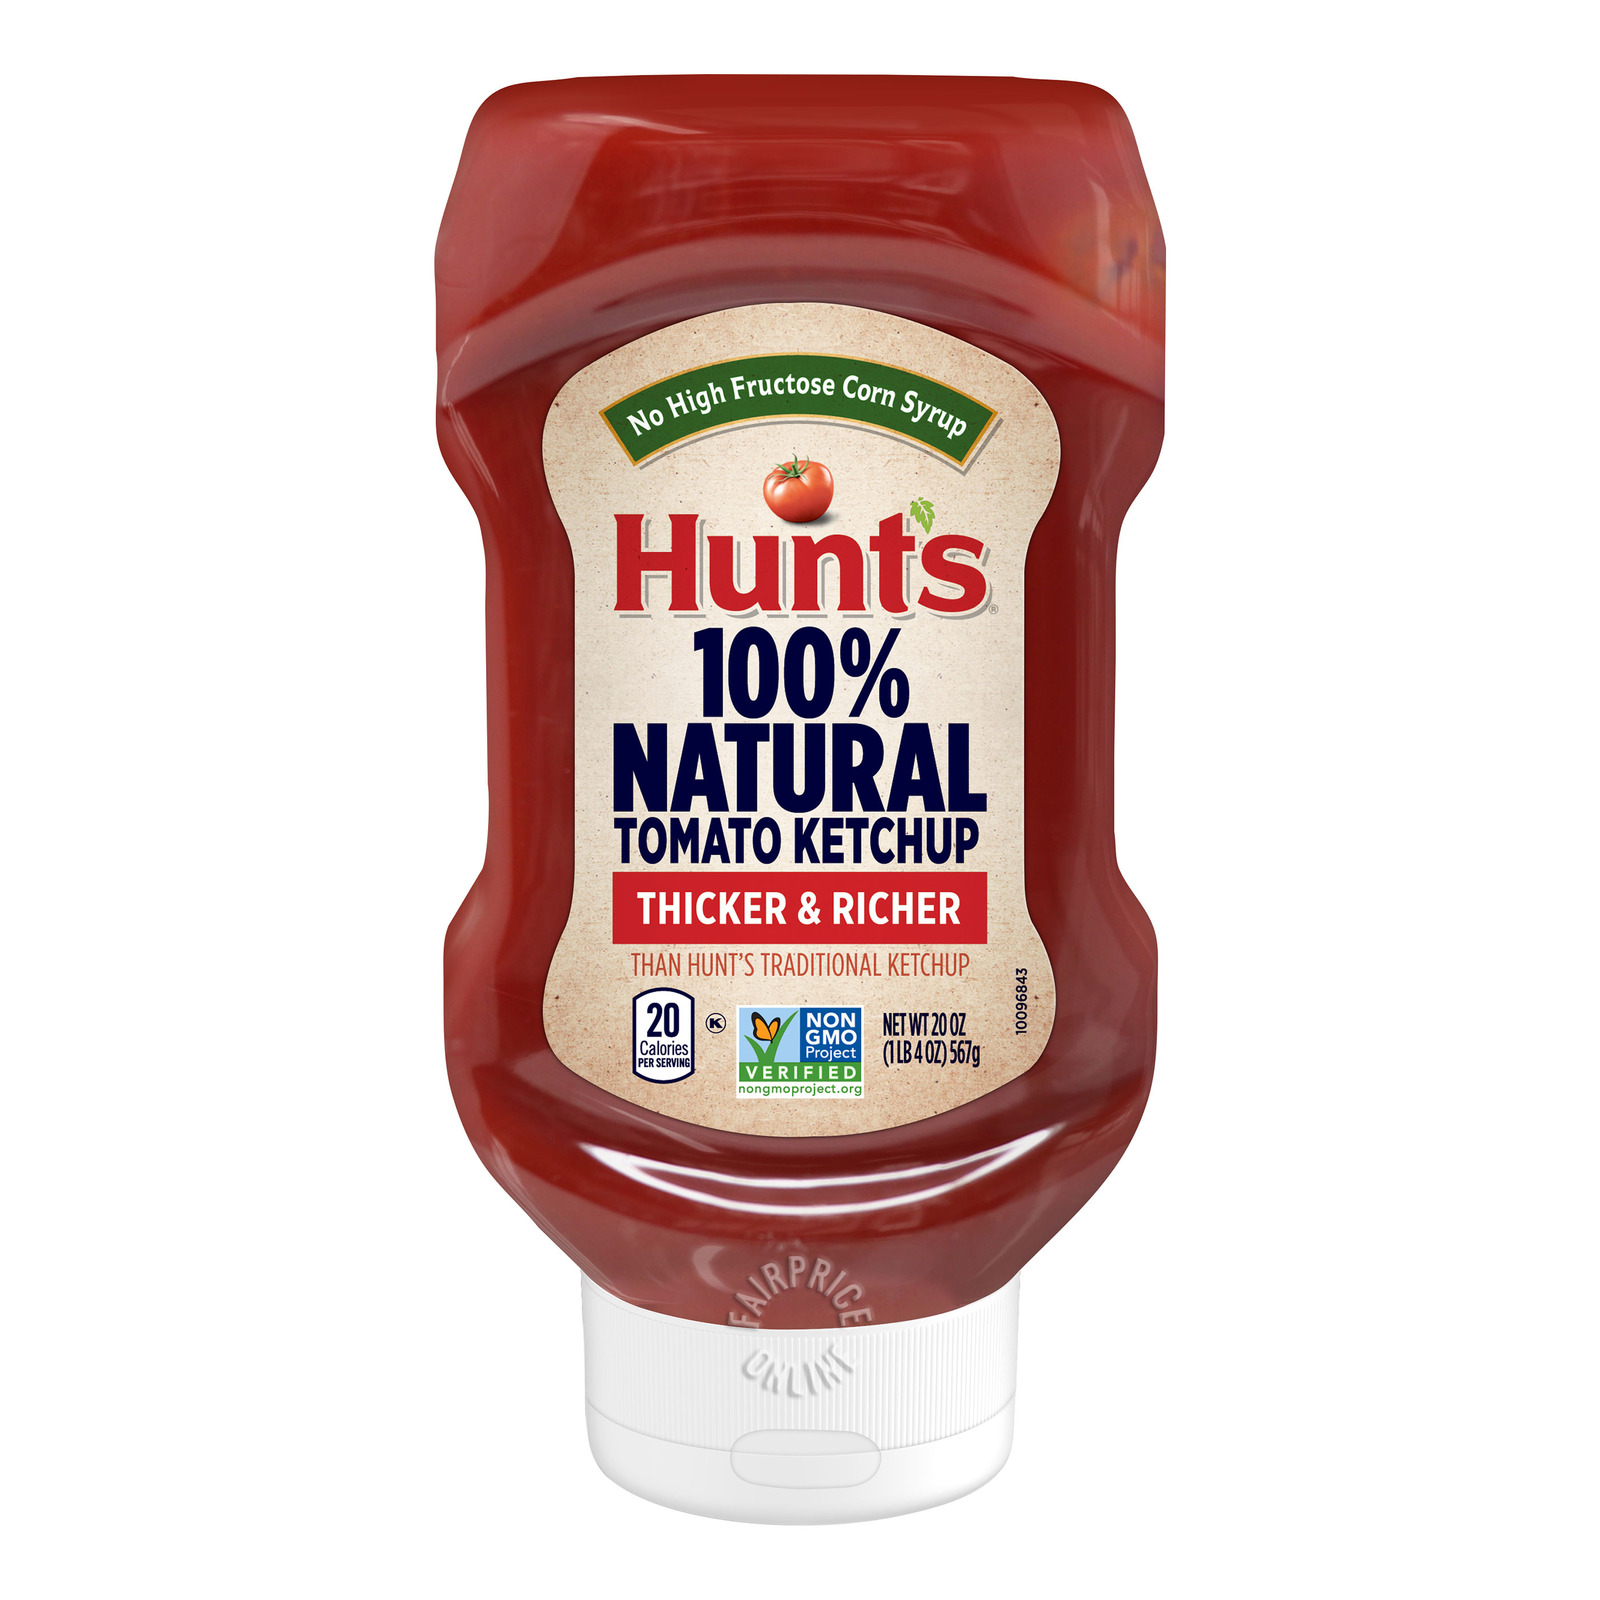 No High Fructose Corn Syrup
Hunt's®
100%
NATURAL
TOMATO KETCHUP
THICKER & RICHER
THAN HUNT'S TRADITIONAL KETCHUP
20
Calories
PER SERVING
K
NON
GMO
Project
VERIFIED
nongmoproject.org
NET WT 20 OZ
(1 LB 4 OZ) 567g
10096843
FAIRPRICE
ONLINE